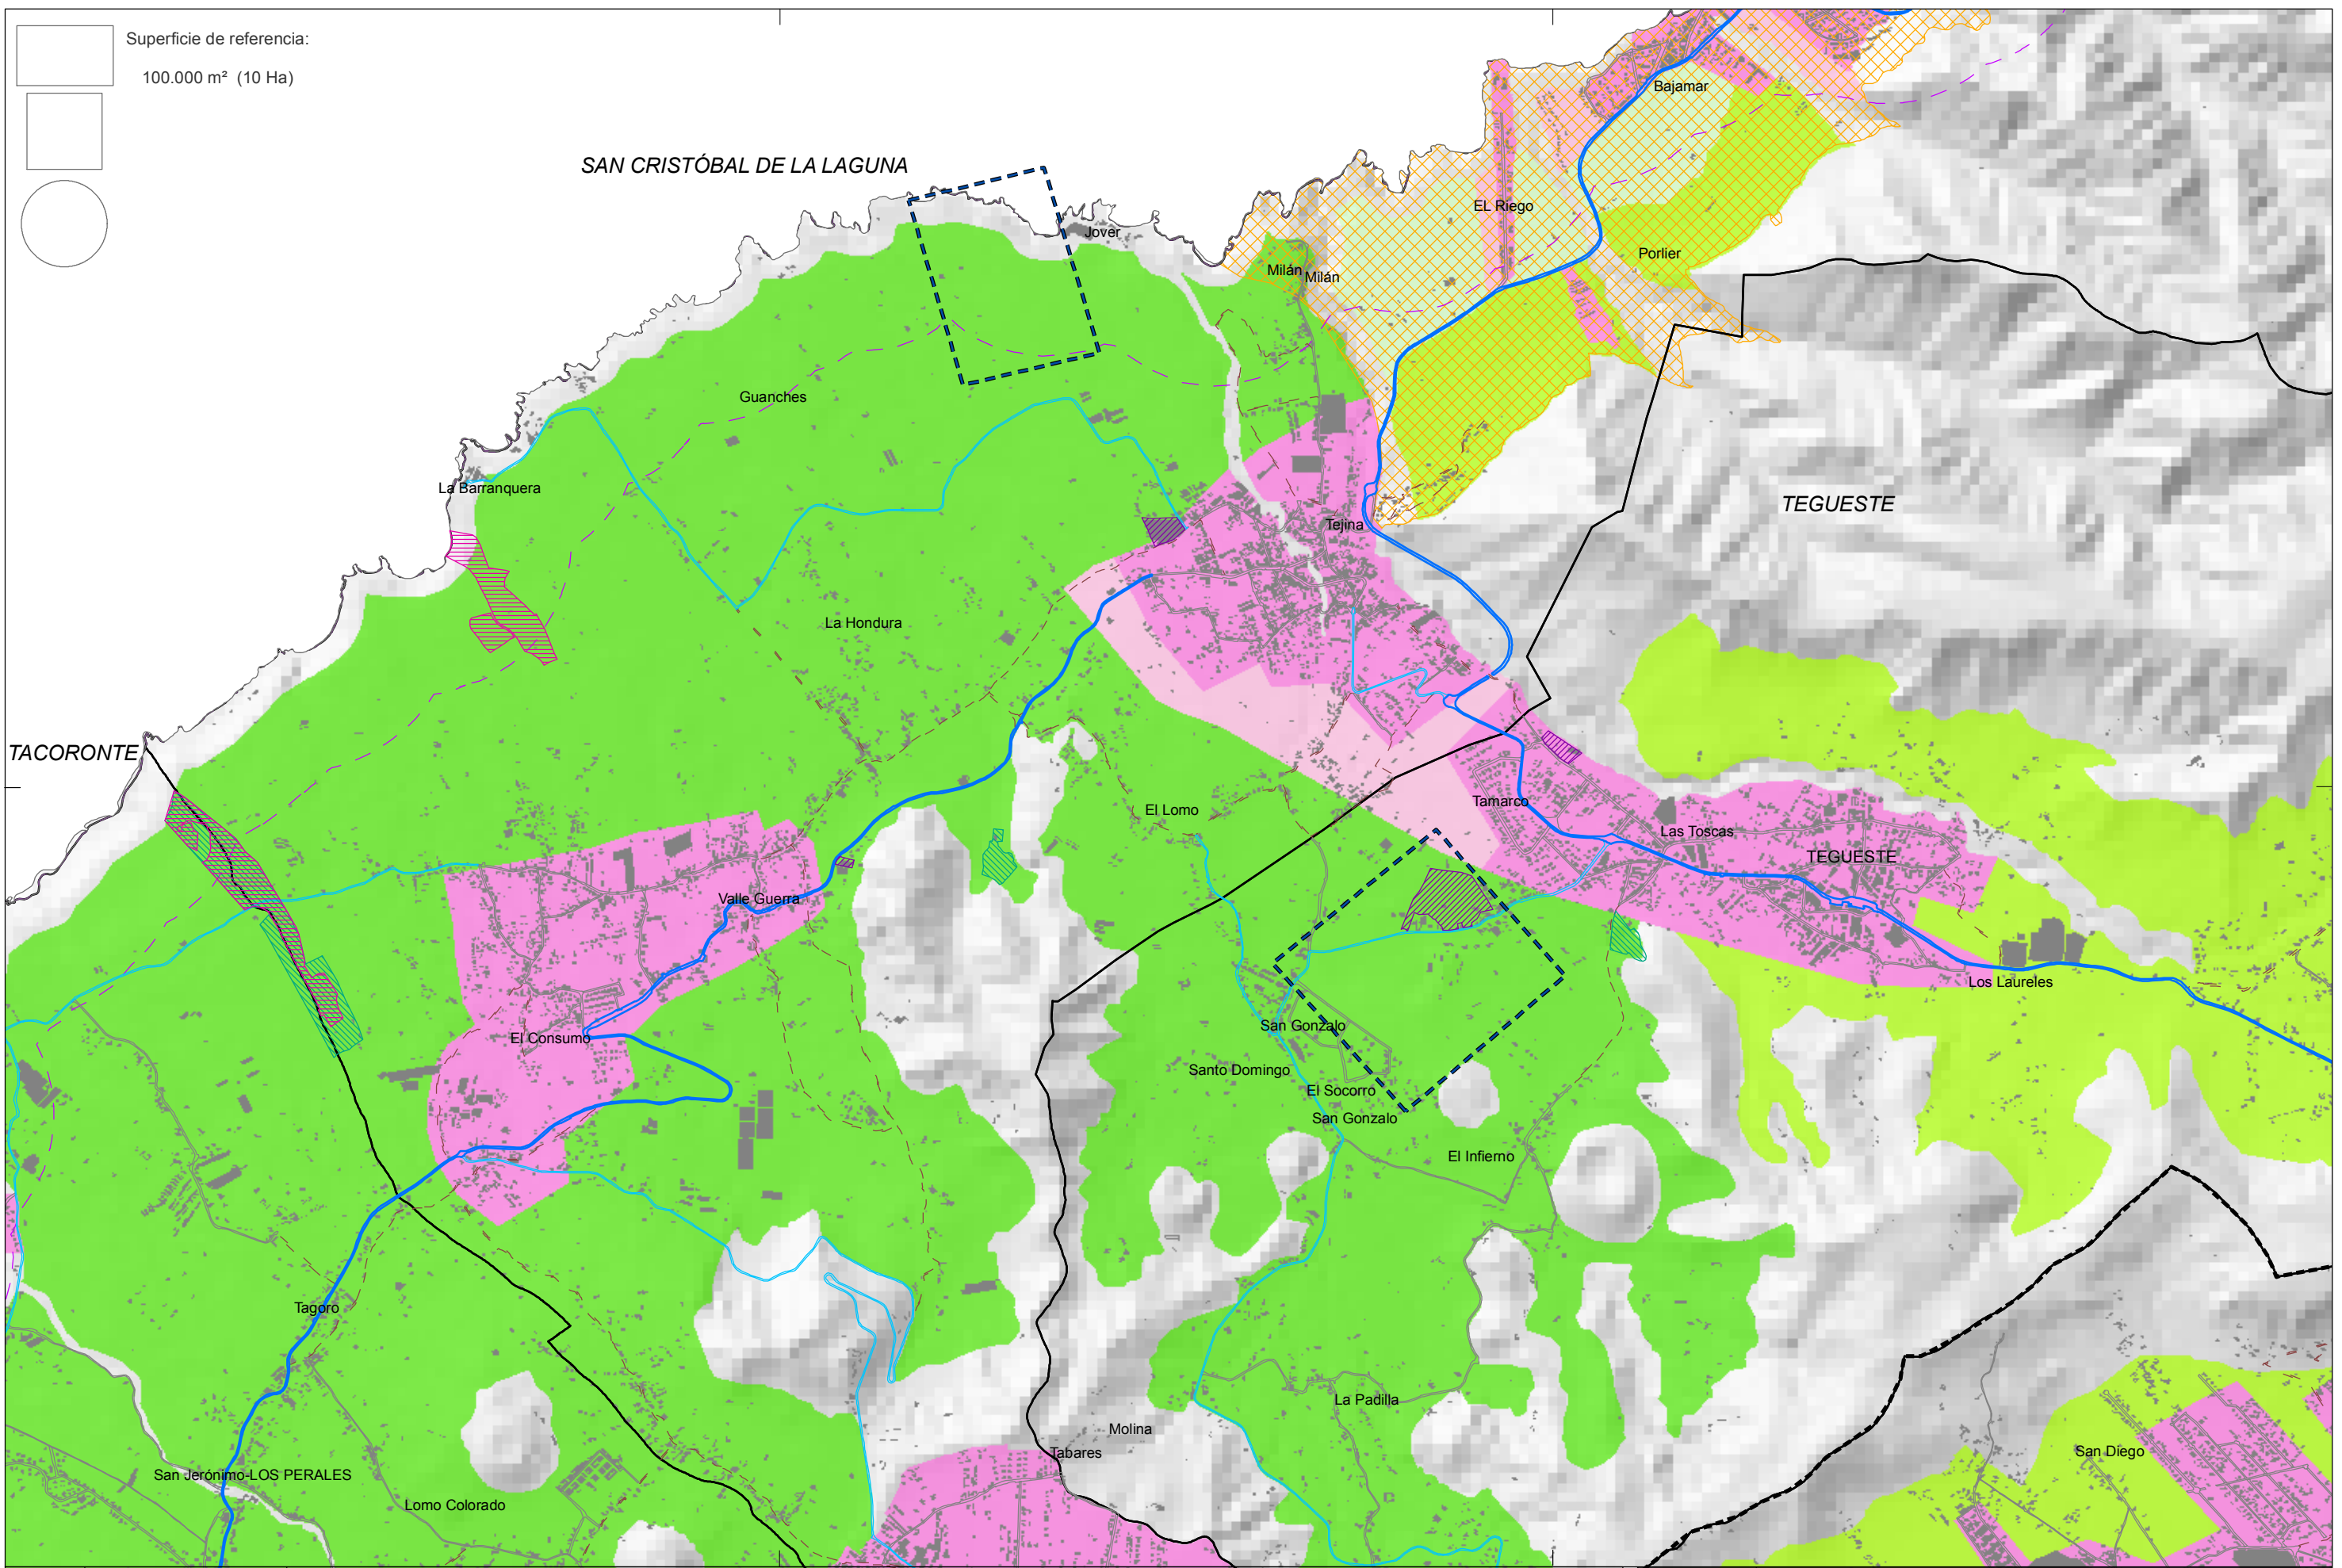 Superficie de referencia:
100.000 m² (10 Ha)
Bajamar
SAN CRISTÓBAL DE LA LAGUNA
EL Riego
Jover
Porlier
Milán
Milán
Guanches
La Barranquera
TEGUESTE
Tejina
La Hondura
TACORONTE
Tamarco
El Lomo
Las Toscas
TEGUESTE
Valle Guerra
Los Laureles
San Gonzalo
El Consumo
Santo Domingo
El Socorro
San Gonzalo
El Infierno
Tagoro
La Padilla
Molina
Tabares
San Diego
San Jerónimo-LOS PERALES
Lomo Colorado